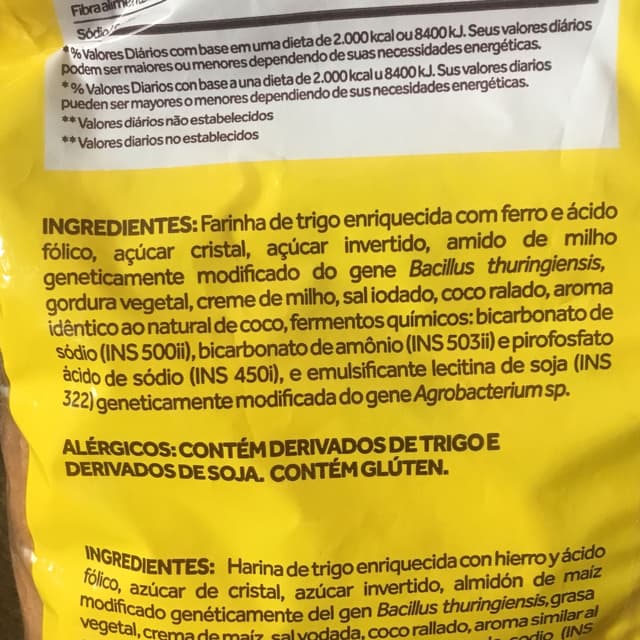 Fibra alimen
Sódio
*% Valores Diários com base em uma dieta de 2.000 kcal ou 8400 kJ. Seus valores diários
podem ser maiores ou menores dependendo de suas necessidades energéticas.
*% Valores Diarios con base a una dieta de 2.000 kcal u 8400 kJ. Sus valores diarios
pueden ser mayores o menores dependiendo de sus necesidades energéticas.
** Valores diários não estabelecidos
** Valores diarios no establecidos
INGREDIENTES: Farinha de trigo enriquecida com ferro e ácido
fólico, açúcar cristal, açúcar invertido, amido de milho
geneticamente modificado do gene Bacillus thuringiensis,
gordura vegetal, creme de milho, sal iodado, coco ralado, aroma
idêntico ao natural de coco, fermentos químicos: bicarbonato de
sódio (INS 500ii), bicarbonato de amônio (INS 503ii) e pirofosfato
ácido de sódio (INS 450i), e emulsificante lecitina de soja (INS
322) geneticamente modificada do gene Agrobacterium sp.
ALÉRGICOS: CONTÉM DERIVADOS DE TRIGO E
DERIVADOS DE SOJA. CONTÉM GLÚTEN.
INGREDIENTES: Harina de trigo enriquecida con hierro y ácido
fólico, azúcar de cristal, azúcar invertido, almidón de maíz
modificado genéticamente del gen Bacillus thuringiensis, grasa
vegetal, crema de maíz, sal yodada, coco rallado, aroma similar al
(INS